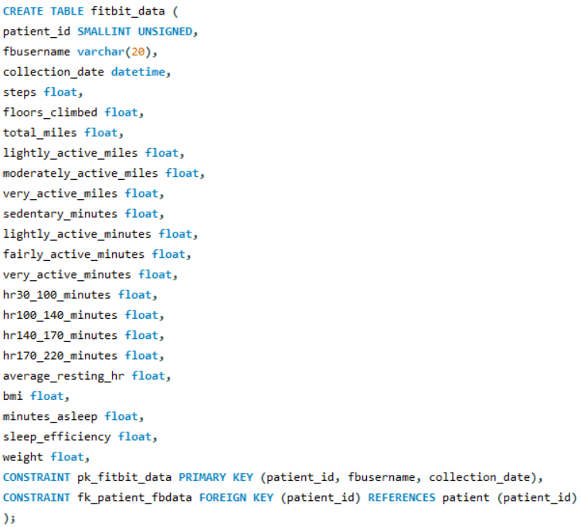 CREATE TABLE fitbit_data (
patient_id SMALLINT UNSIGNED,
fbusername varchar(20),
collection_date datetime,
steps float,
floors_climbed float,
total_miles float,
lightly_active_miles float,
moderately_active_miles float,
very_active_miles float,
sedentary_minutes float,
lightly_active_minutes float,
fairly_active_minutes float,
very_active_minutes float,
hr30_100_minutes float,
hr100_140_minutes float,
hr140_170_minutes float,
hr170_220_minutes float,
average_resting_hr float,
bmi float,
minutes_asleep float,
sleep_efficiency float,
weight float,
CONSTRAINT pk_fitbit_data PRIMARY KEY (patient_id, fbusername, collection_date),
CONSTRAINT fk_patient_fbdata FOREIGN KEY (patient_id) REFERENCES patient (patient_id)
);